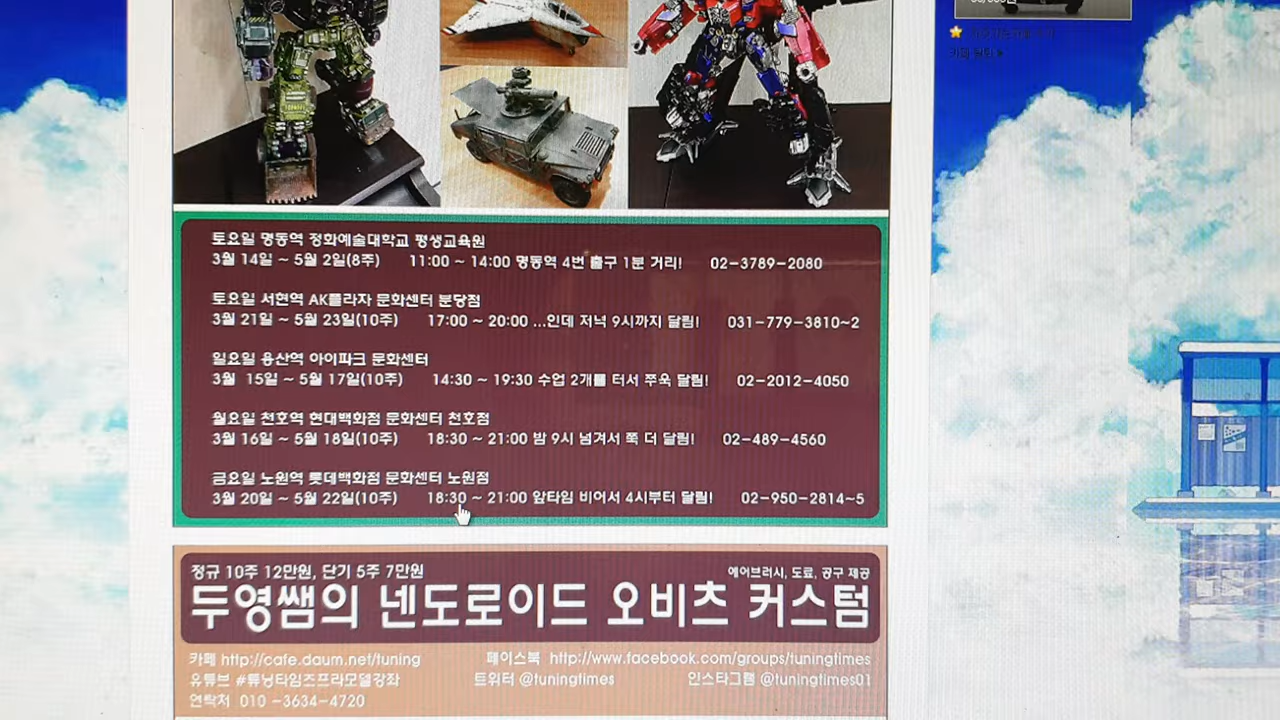 토요일 명동역 정화예술대학교 평생교육원
3월 14일 ~ 5월 2일(8주) 11:00 ~ 14:00 명동역 4번 출구 1분 거리! 02-3789-2080
토요일 서현역 AK플라자 문화센터 분당점
3월 21일 ~ 5월 23일(10주) 17:00 ~ 20:00 ...인데 저녁 9시까지 달림! 031-779-3810~2
일요일 용산역 아이파크 문화센터
3월 15일 ~ 5월 17일(10주) 14:30 ~ 19:30 수업 2개를 터서 쭈욱 달림! 02-2012-4050
월요일 천호역 현대백화점 문화센터 천호점
3월 16일 ~ 5월 18일(10주) 18:30 ~ 21:00 밤 9시 넘겨서 쭉 더 달림! 02-489-4560
금요일 노원역 롯데백화점 문화센터 노원점
3월 20일 ~ 5월 22일(10주) 18:30 ~ 21:00 앞타임 비어서 4시부터 달림! 02-950-2814~5
정규 10주 12만원, 단기 5주 7만원 에어브러시, 도료, 공구 제공
두영쌤의 넨도로이드 오비츠 커스텀
카페 http://cafe.daum.net/tuning 페이스북 http://www.facebook.com/groups/tuningtimes
유튜브 #튜닝타임즈프라모델강좌 트위터 @tuningtimes 인스타그램 @tuningtimes01
연락처 010 -3634-4720